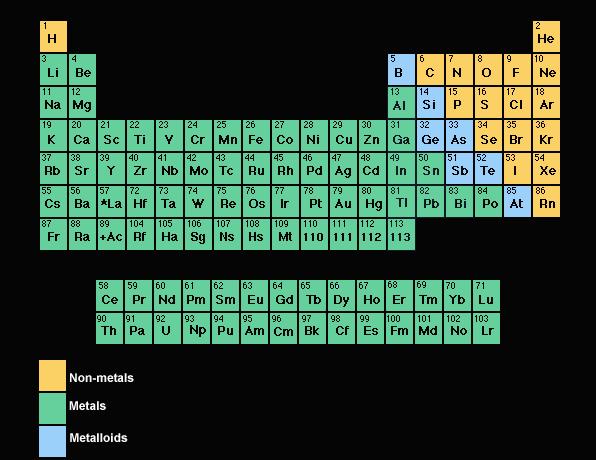 1 2
H He
3 4 5 6 7 8 9 10
Li Be B C N O F Ne
11 12 13 14 15 16 17 18
Na Mg Al Si P S Cl Ar
19 20 21 22 23 24 25 26 27 28 29 30 31 32 33 34 35 36
K Ca Sc Ti V Cr Mn Fe Co Ni Cu Zn Ga Ge As Se Br Kr
37 38 39 40 41 42 43 44 45 46 47 48 49 50 51 52 53 54
Rb Sr Y Zr Nb Mo Tc Ru Rh Pd Ag Cd In Sn Sb Te I Xe
55 56 57 72 73 74 75 76 77 78 79 80 81 82 83 84 85 86
Cs Ba *La Hf Ta W Re Os Ir Pt Au Hg Tl Pb Bi Po At Rn
87 88 89 104 105 106 107 108 109 110 111 112 113
Fr Ra +Ac Rf Ha Sg Ns Hs Mt 110 111 112 113
58 59 60 61 62 63 64 65 66 67 68 69 70 71
Ce Pr Nd Pm Sm Eu Gd Tb Dy Ho Er Tm Yb Lu
90 91 92 93 94 95 96 97 98 99 100 101 102 103
Th Pa U Np Pu Am Cm Bk Cf Es Fm Md No Lr
Non-metals
Metals
Metalloids